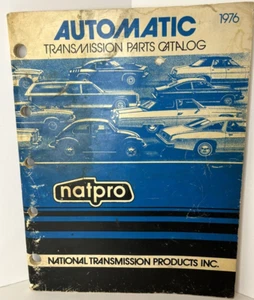 AUTOMATIC
1976
TRANSMISSION PARTS CATALOG
natpro
NATIONAL TRANSMISSION PRODUCTS INC.